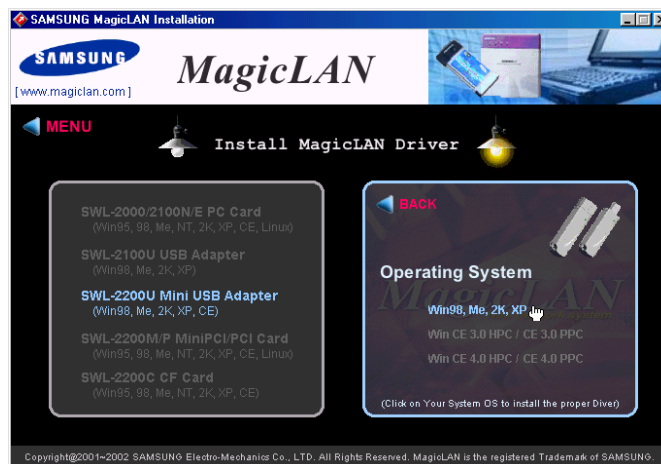 SAMSUNG MagicLAN Installation
SAMSUNG
MagicLAN
[ www.magiclan.com ]
MENU
Install MagicLAN Driver
SWL-2000/2100N/E PC Card
(Win95, 98, Me, NT, 2K, XP, CE, Linux)
SWL-2100U USB Adapter
(Win98, Me, 2K, XP)
SWL-2200U Mini USB Adapter
(Win98, Me, 2K, XP, CE)
SWL-2200M/P MiniPCI/PCI Card
(Win95, 98, Me, NT, 2K, XP, CE, Linux)
SWL-2200C CF Card
(Win95, 98, Me, NT, 2K, XP, CE)
BACK
Operating System
MagicLAN
Win98, Me, 2K, XP
Win CE 3.0 HPC / CE 3.0 PPC
Win CE 4.0 HPC / CE 4.0 PPC
(Click on Your System OS to install the proper Diver)
Copyright@2001~2002 SAMSUNG Electro-Mechanics Co., LTD. All Rights Reserved. MagicLAN is the registered Trademark of SAMSUNG.